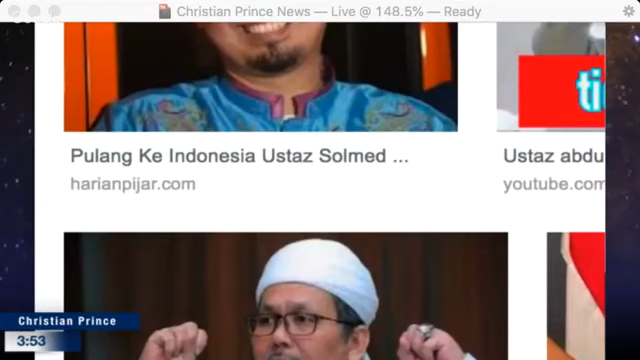 Christian Prince News — Live @ 148.5% — Ready
Pulang Ke Indonesia Ustaz Solmed ...
harianpijar.com
Ustaz abdu
youtube.com
Christian Prince
3:53